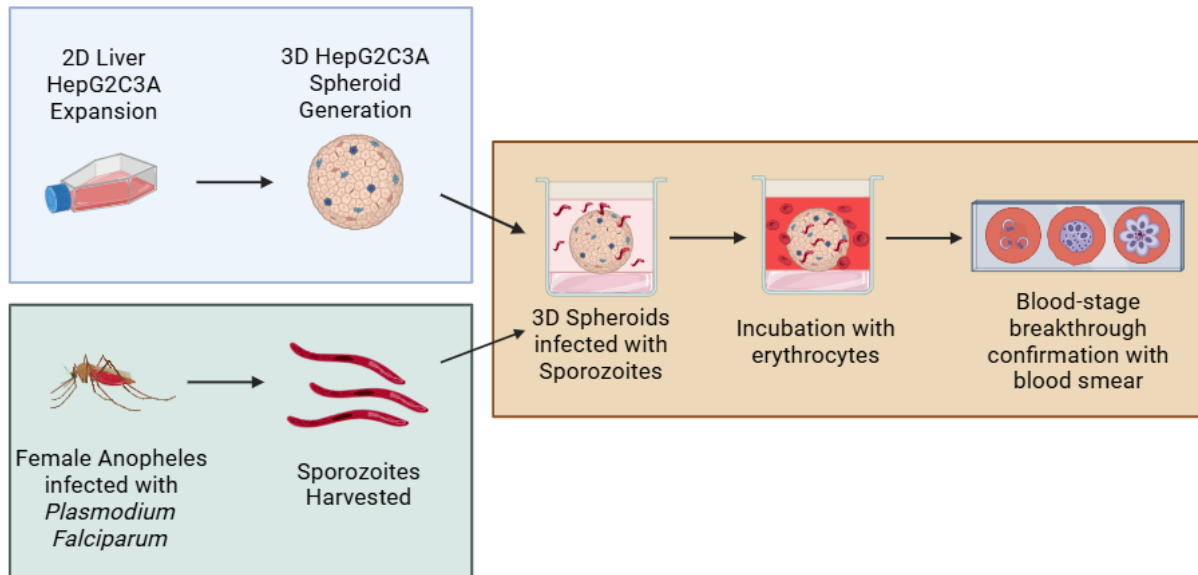 2D Liver
HepG2C3A
Expansion
3D HepG2C3A
Spheroid
Generation
Female Anopheles
infected with
Plasmodium
Falciparum
Sporozoites
Harvested
3D Spheroids
infected with
Sporozoites
Incubation with
erythrocytes
Blood-stage
breakthrough
confirmation with
blood smear